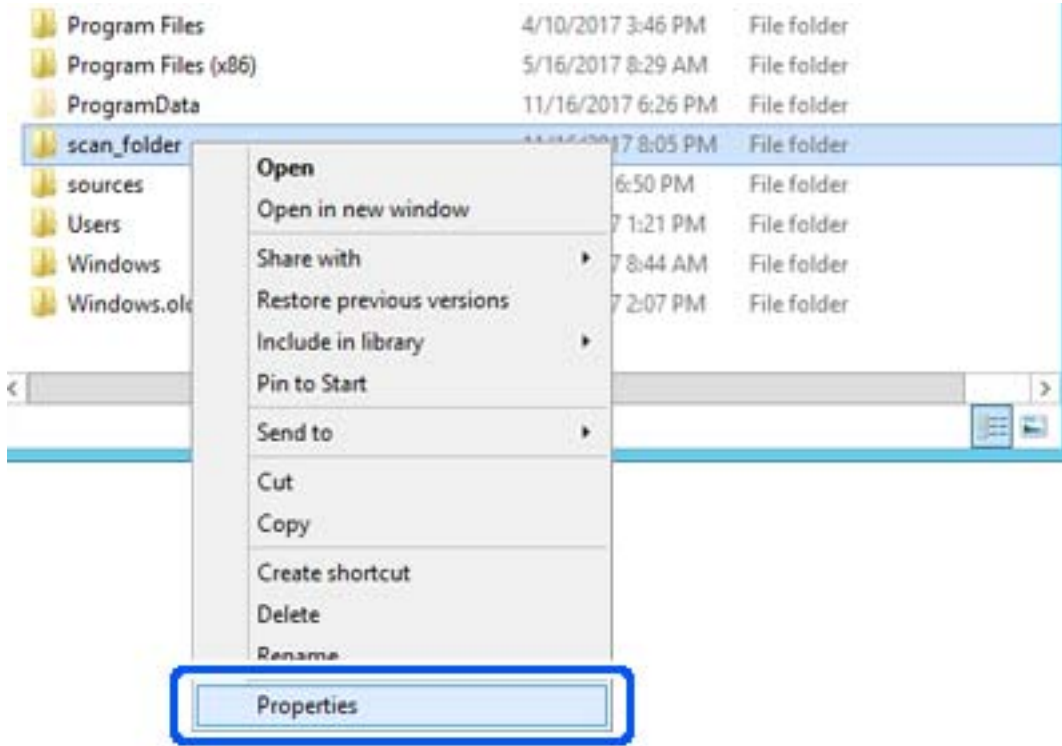 Program Files 4/10/2017 3:46 PM File folder
Program Files (x86) 5/16/2017 8:29 AM File folder
ProgramData 11/16/2017 6:26 PM File folder
scan_folder 17 8:05 PM File folder
sources 6:50 PM File folder
Users 7 1:21 PM File folder
Windows 7 8:44 AM File folder
Windows.old 7 2:07 PM File folder
Open
Open in new window
Share with
Restore previous versions
Include in library
Pin to Start
Send to
Cut
Copy
Create shortcut
Delete
Rename
Properties